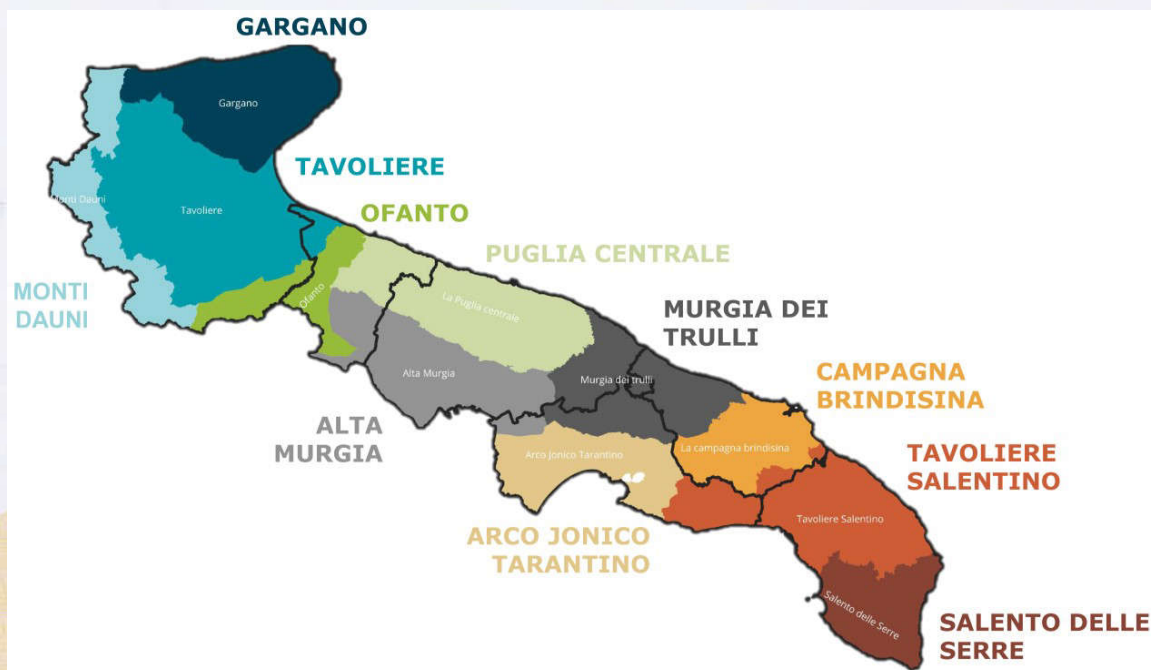 GARGANO
Gargano
TAVOLIERE
Monti Dauni
Tavoliere
OFANTO
PUGLIA CENTRALE
MONTI
DAUNI
Ofanto
La Puglia centrale
MURGIA DEI
TRULLI
Alta Murgia
Murgia dei trulli
CAMPAGNA
BRINDISINA
ALTA
MURGIA
Arco Jonico Tarantino
La campagna brindisina
TAVOLIERE
SALENTINO
Tavoliere Salentino
ARCO JONICO
TARANTINO
Salento delle Serre
SALENTO DELLE
SERRE